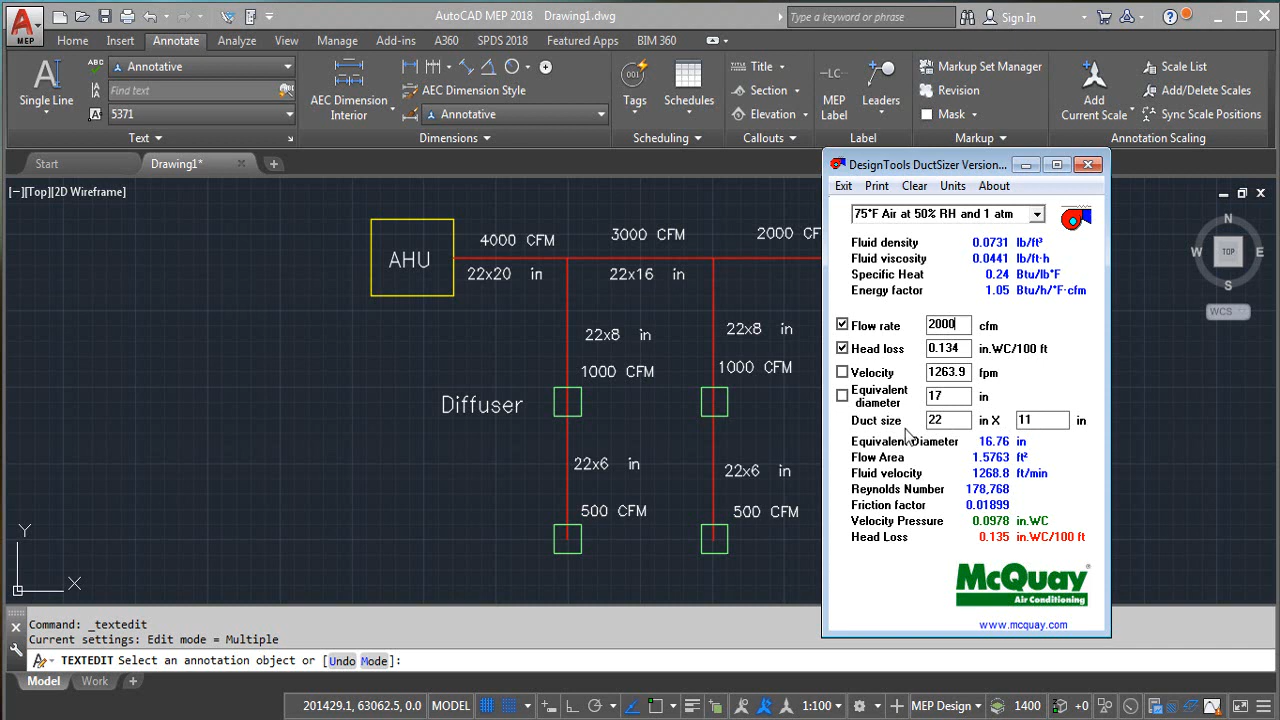 AutoCAD MEP 2018 Drawing1.dwg
Type a keyword or phrase
Sign In
MEP
Home Insert Annotate Analyze View Manage Add-ins A360 SPDS 2018 Featured Apps BIM 360
Single Line
Annotative
Find text
5371
Text
AEC Dimension Interior
AEC Dimension Style
Annotative
Dimensions
Tags
Schedules
Scheduling
Title
Section
Elevation
Callouts
MEP Label
Leaders
Label
Markup Set Manager
Revision
Mask
Markup
Add Current Scale
Scale List
Add/Delete Scales
Sync Scale Positions
Annotation Scaling
Start
Drawing1*
[−][Top][2D Wireframe]
AHU
4000 CFM
3000 CFM
2000 CF
22x20 in
22x16 in
22x8 in
22x8 in
1000 CFM
1000 CFM
Diffuser
22x6 in
22x6 in
500 CFM
500 CFM
Y
X
N
W
TOP
E
S
WCS
DesignTools DuctSizer Version...
Exit Print Clear Units About
75°F Air at 50% RH and 1 atm
Fluid density 0.0731 lb/ft³
Fluid viscosity 0.0441 lb/ft·h
Specific Heat 0.24 Btu/lb°F
Energy factor 1.05 Btu/h/°F·cfm
Flow rate 2000 cfm
Head loss 0.134 in.WC/100 ft
Velocity 1263.9 fpm
Equivalent diameter 17 in
Duct size 22 in X 11 in
Equivalent Diameter 16.76 in
Flow Area 1.5763 ft²
Fluid velocity 1268.8 ft/min
Reynolds Number 178,768
Friction factor 0.01899
Velocity Pressure 0.0978 in.WC
Head Loss 0.135 in.WC/100 ft
McQuay®
Air Conditioning
www.mcquay.com
Command: _textedit
Current settings: Edit mode = Multiple
TEXTEDIT Select an annotation object or [Undo Mode]:
Model Work
201429.1, 63062.5, 0.0 MODEL 1:100 MEP Design 1400 +0